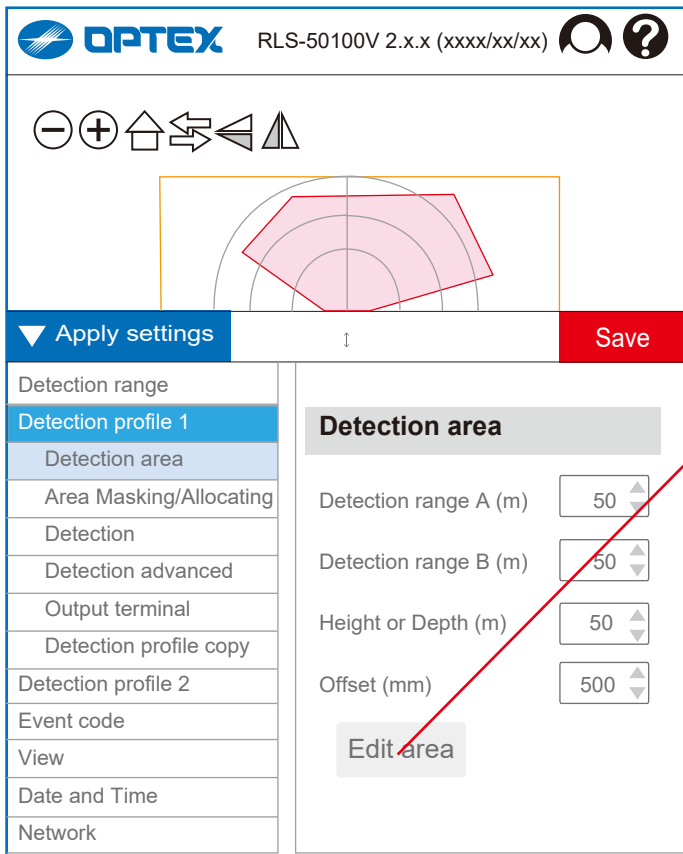 OPTEX RLS-50100V 2.x.x (xxxx/xx/xx) ?
Apply settings
Save
Detection range
Detection profile 1
Detection area
Area Masking/Allocating
Detection
Detection advanced
Output terminal
Detection profile copy
Detection profile 2
Event code
View
Date and Time
Network
Detection area
Detection range A (m) 50
Detection range B (m) 50
Height or Depth (m) 50
Offset (mm) 500
Edit area